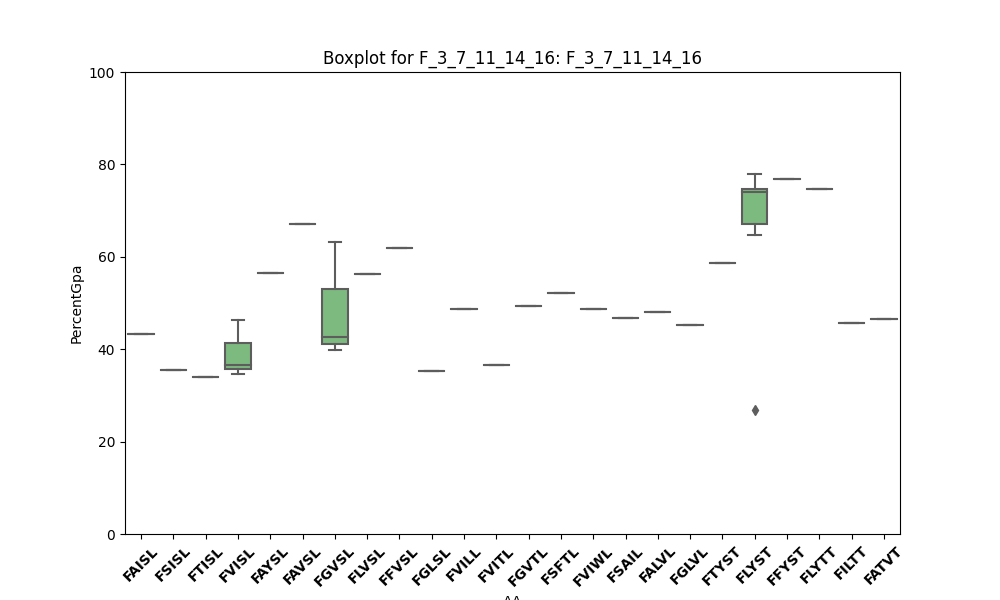 Boxplot for F_3_7_11_14_16: F_3_7_11_14_16
PercentGpa
100
80
60
40
20
0
FAISL
FSISL
FTISL
FVISL
FAYSL
FAVSL
FGVSL
FLVSL
FFVSL
FGLSL
FVILL
FVITL
FGVTL
FSFTL
FVIWL
FSAIL
FALVL
FGLVL
FTYST
FLYST
FFYST
FLYTT
FILTT
FATVT
AA